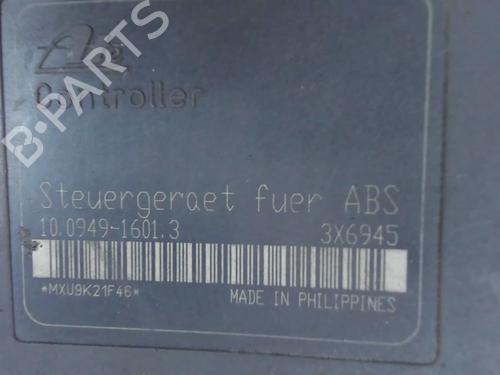 Controller
B-PARTS
Steuergeraet fuer ABS
10.0949-1601.3 3X6945
*MXU9K21F46*
MADE IN PHILIPPINES